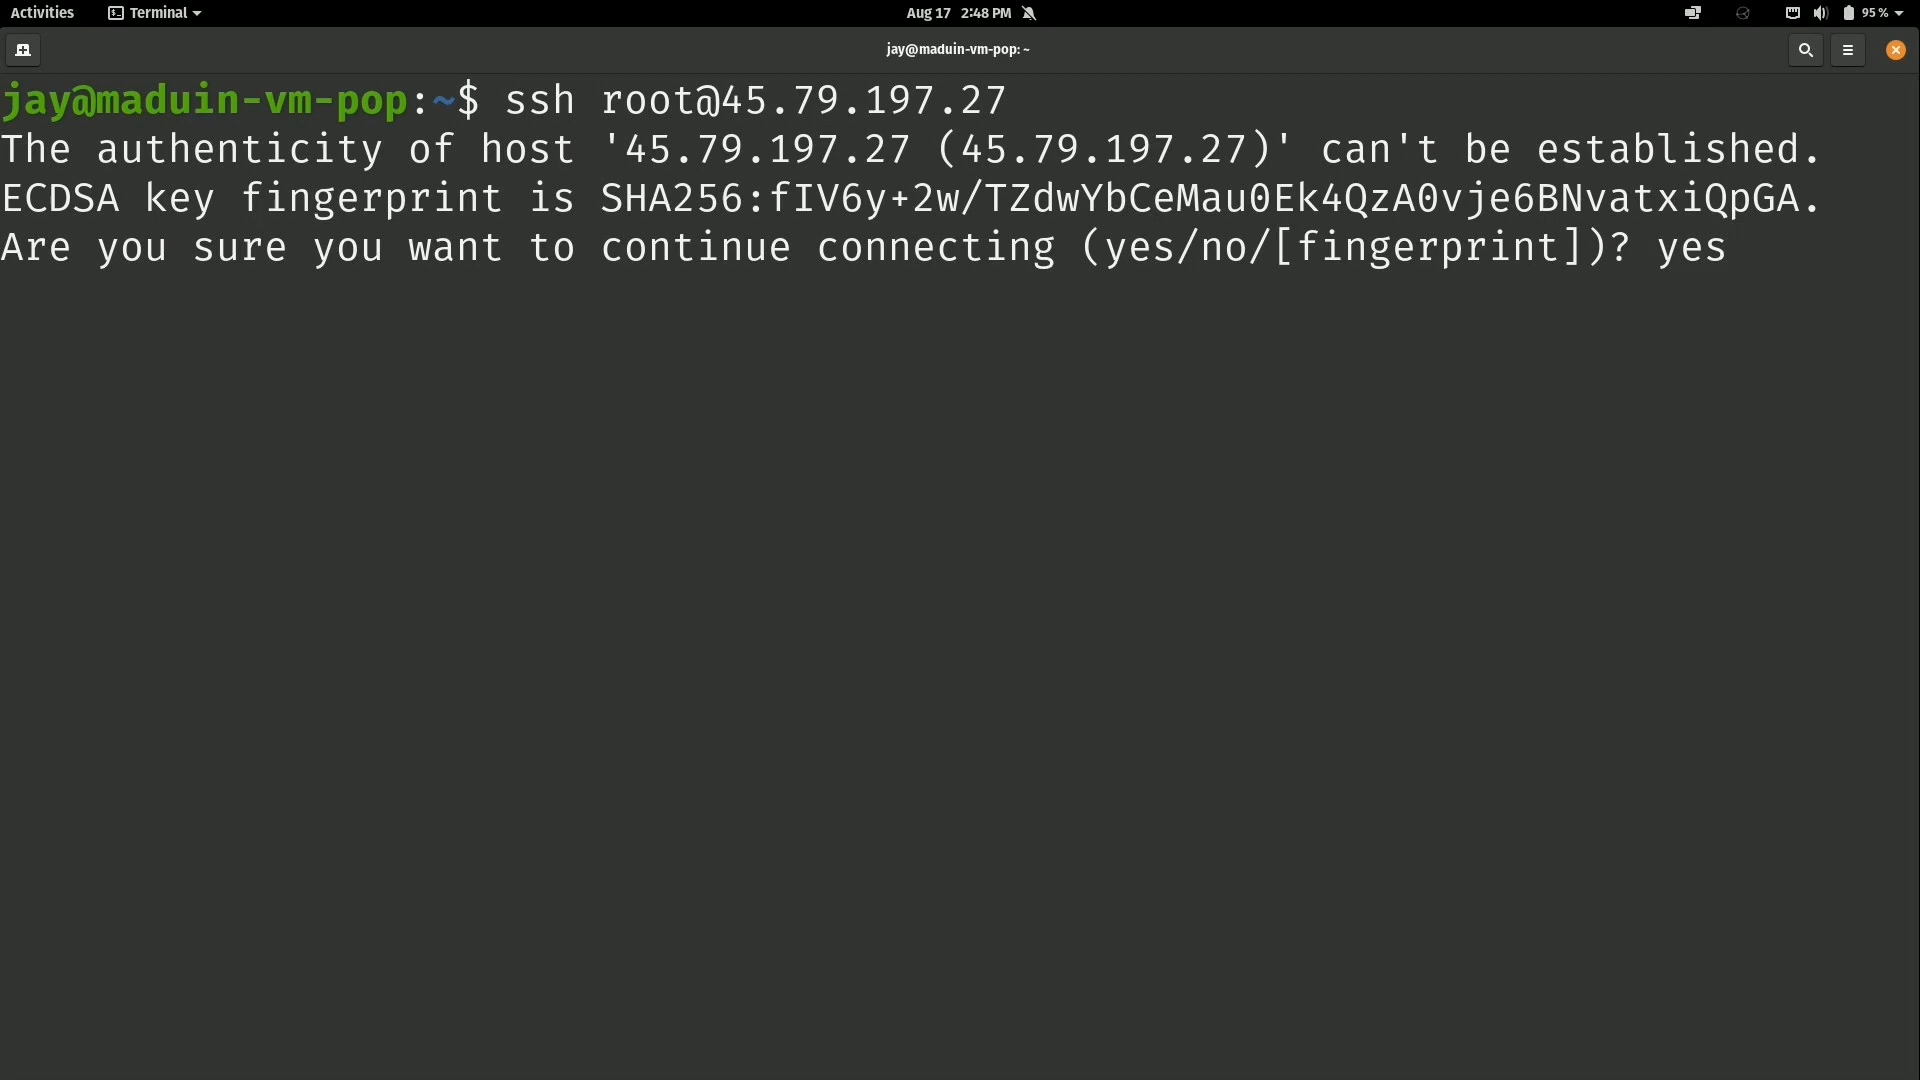 Activities Terminal Aug 17 2:48 PM 95 %
jay@maduin-vm-pop: ~
jay@maduin-vm-pop:~$ ssh root@45.79.197.27
The authenticity of host '45.79.197.27 (45.79.197.27)' can't be established.
ECDSA key fingerprint is SHA256:fIV6y+2w/TZdwYbCeMau0Ek4QzA0vje6BNvatxiQpGA.
Are you sure you want to continue connecting (yes/no/[fingerprint])? yes